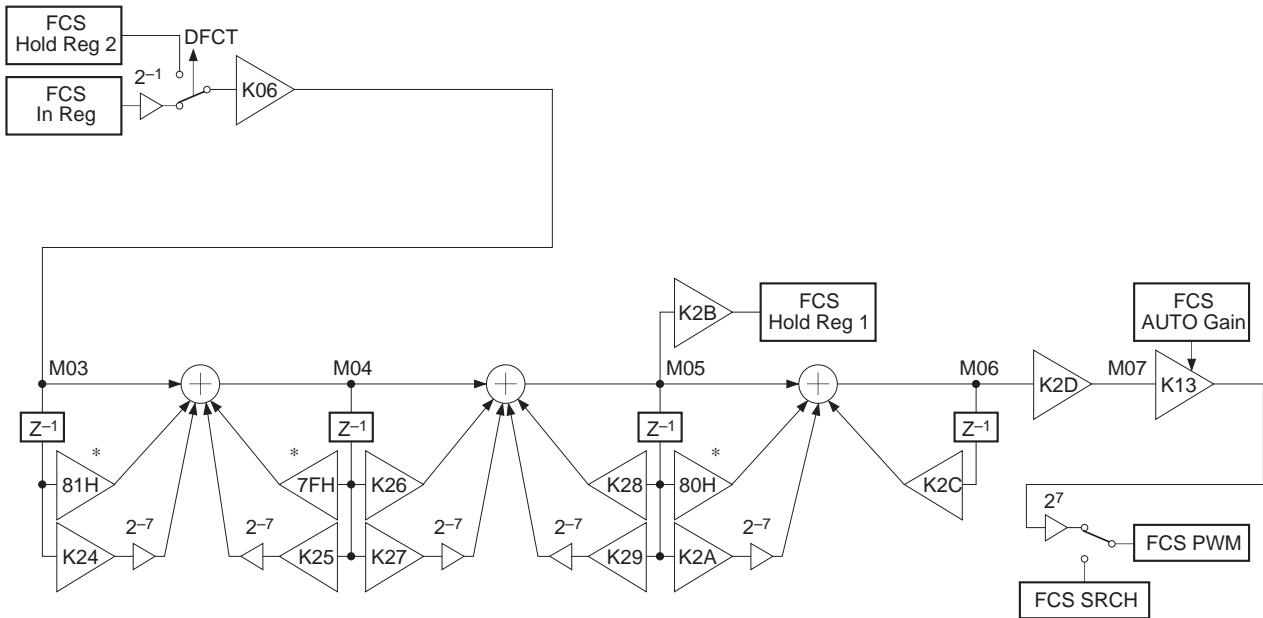 FCS
Hold Reg 2
DFCT
2–1
FCS
In Reg
K06
K2B
FCS
Hold Reg 1
FCS
AUTO Gain
M03
M04
M05
M06
K2D
M07
K13
Z–1
Z–1
Z–1
Z–1
*
*
*
81H
7FH
K26
K28
80H
K2C
2–7
2–7
2–7
2–7
2–7
K24
K25
K27
K29
K2A
27
FCS PWM
FCS SRCH